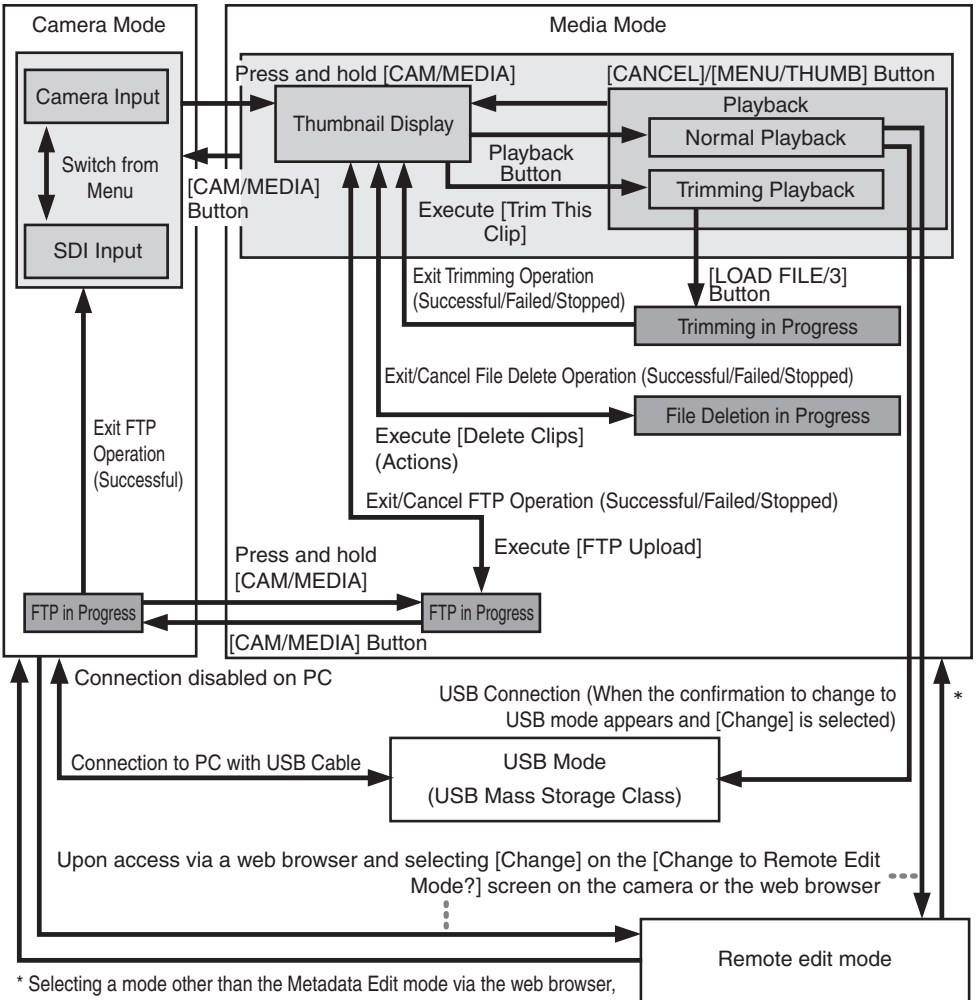 Camera Mode
Media Mode
Press and hold [CAM/MEDIA]
[CANCEL]/[MENU/THUMB] Button
Camera Input
Thumbnail Display
Playback
Normal Playback
Switch from
Menu
[CAM/MEDIA]
Button
Playback
Button
Trimming Playback
Execute [Trim This
Clip]
SDI Input
Exit Trimming Operation
(Successful/Failed/Stopped)
[LOAD FILE/3]
Button
Trimming in Progress
Exit/Cancel File Delete Operation (Successful/Failed/Stopped)
File Deletion in Progress
Exit FTP
Operation
(Successful)
Execute [Delete Clips]
(Actions)
Exit/Cancel FTP Operation (Successful/Failed/Stopped)
Execute [FTP Upload]
Press and hold
[CAM/MEDIA]
FTP in Progress
FTP in Progress
[CAM/MEDIA] Button
Connection disabled on PC
*
USB Connection (When the confirmation to change to
USB mode appears and [Change] is selected)
Connection to PC with USB Cable
USB Mode
(USB Mass Storage Class)
Upon access via a web browser and selecting [Change] on the [Change to Remote Edit
Mode?] screen on the camera or the web browser
Remote edit mode
* Selecting a mode other than the Metadata Edit mode via the web browser,